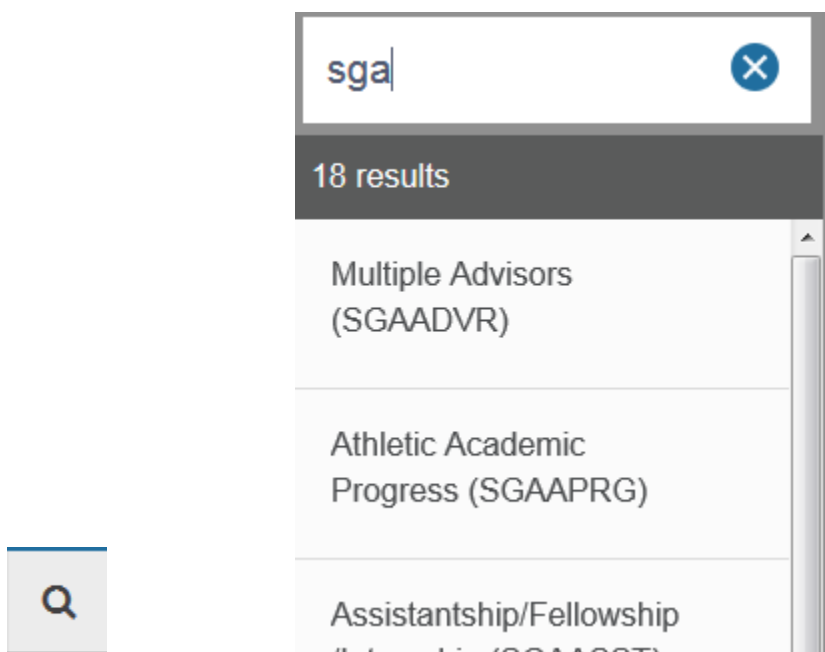 sga
18 results
Multiple Advisors
(SGAADVR)
Athletic Academic
Progress (SGAAPRG)
Assistantship/Fellowship